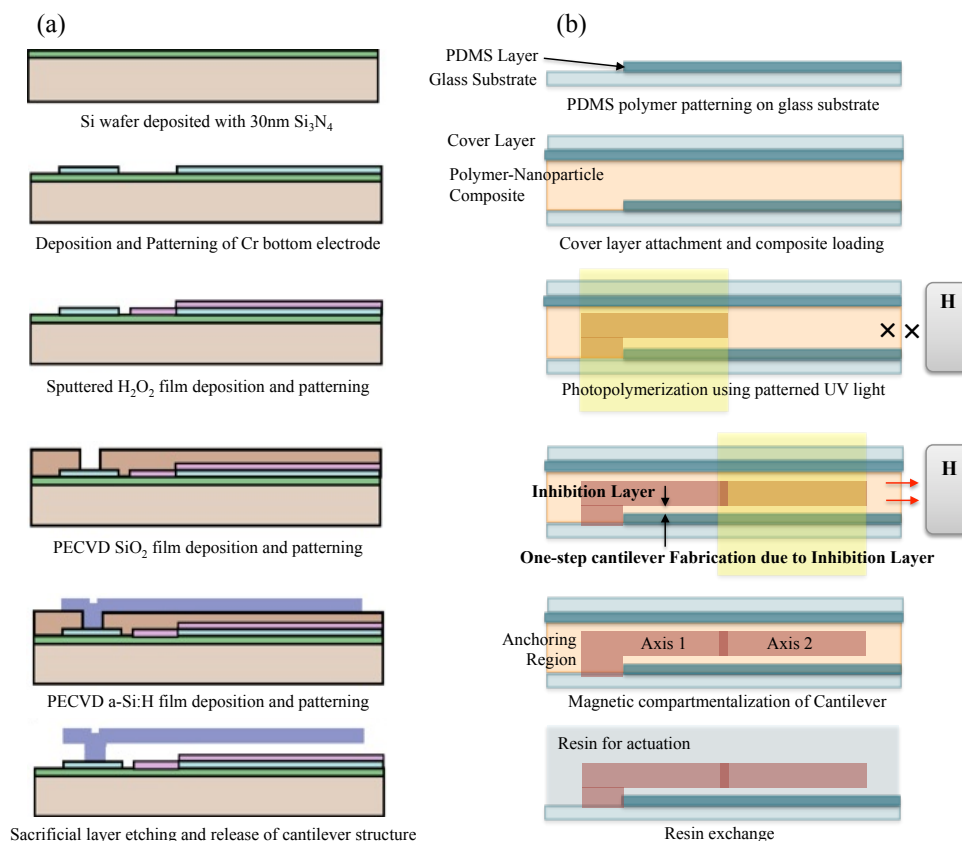 (a)
Si wafer deposited with 30nm Si₃N₄
Deposition and Patterning of Cr bottom electrode
Sputtered H₂O₂ film deposition and patterning
PECVD SiO₂ film deposition and patterning
PECVD a-Si:H film deposition and patterning
Sacrificial layer etching and release of cantilever structure
(b)
PDMS Layer
Glass Substrate
PDMS polymer patterning on glass substrate
Cover Layer
Polymer-Nanoparticle
Composite
Cover layer attachment and composite loading
H
Photopolymerization using patterned UV light
H
Inhibition Layer
One-step cantilever Fabrication due to Inhibition Layer
Anchoring
Region
Axis 1
Axis 2
Magnetic compartmentalization of Cantilever
Resin for actuation
Resin exchange